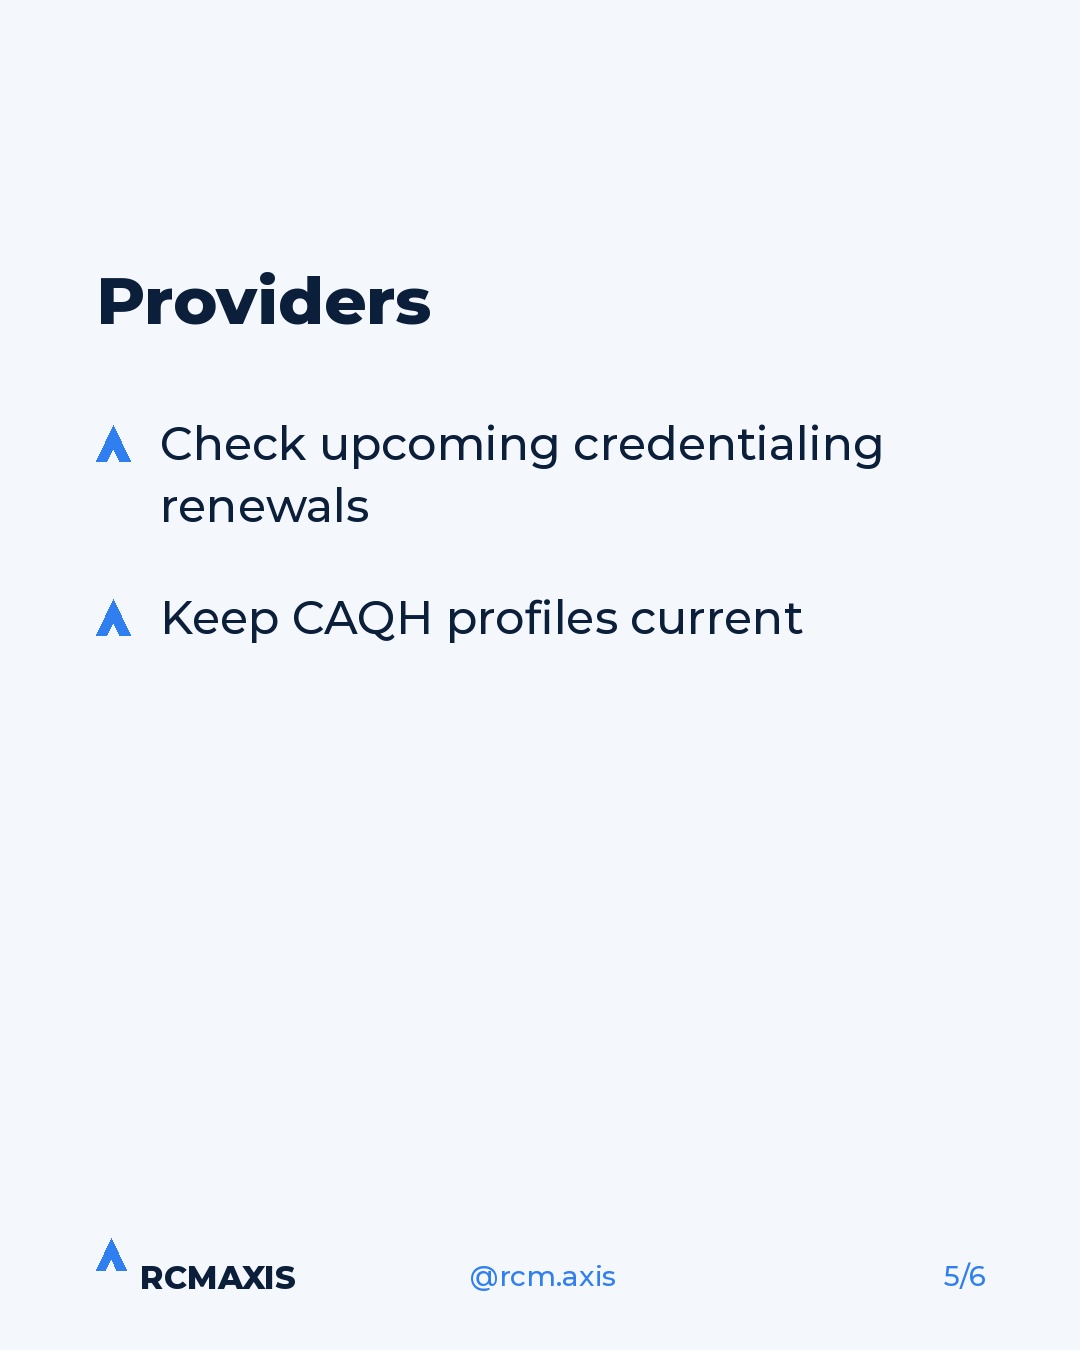 Providers
Check upcoming credentialing
renewals
Keep CAQH profiles current
RCMAXIS
@rcm.axis
5/6